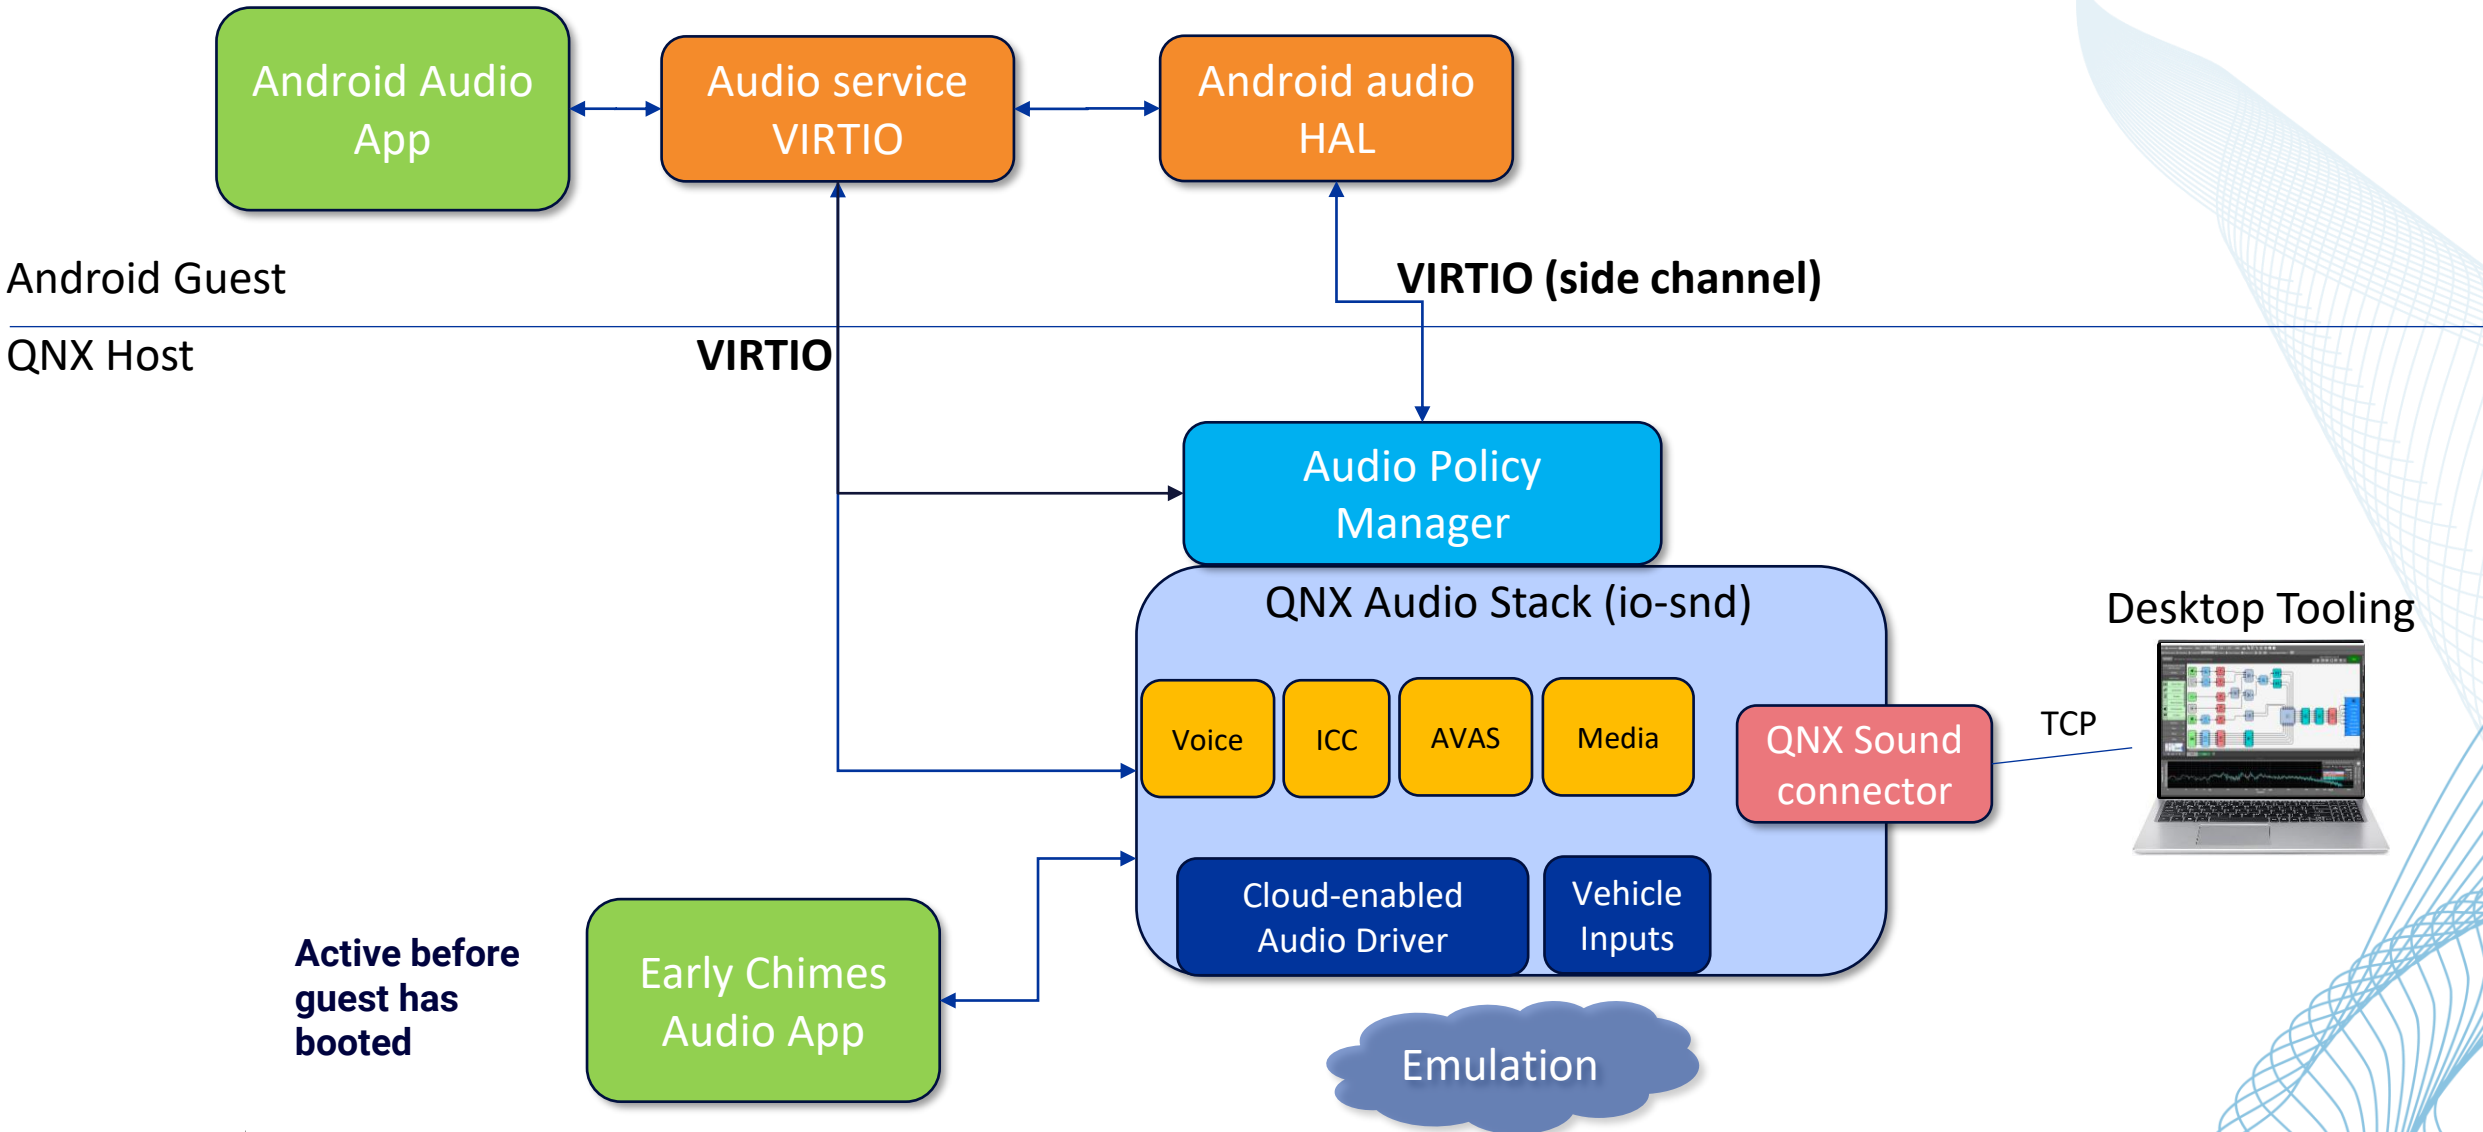 Android Audio
App
Audio service
VIRTIO
Android audio
HAL
Android Guest
VIRTIO (side channel)
QNX Host
VIRTIO
Audio Policy
Manager
QNX Audio Stack (io-snd)
Desktop Tooling
Voice
ICC
AVAS
Media
QNX Sound
connector
TCP
Cloud-enabled
Audio Driver
Vehicle
Inputs
Active before
guest has
booted
Early Chimes
Audio App
Emulation